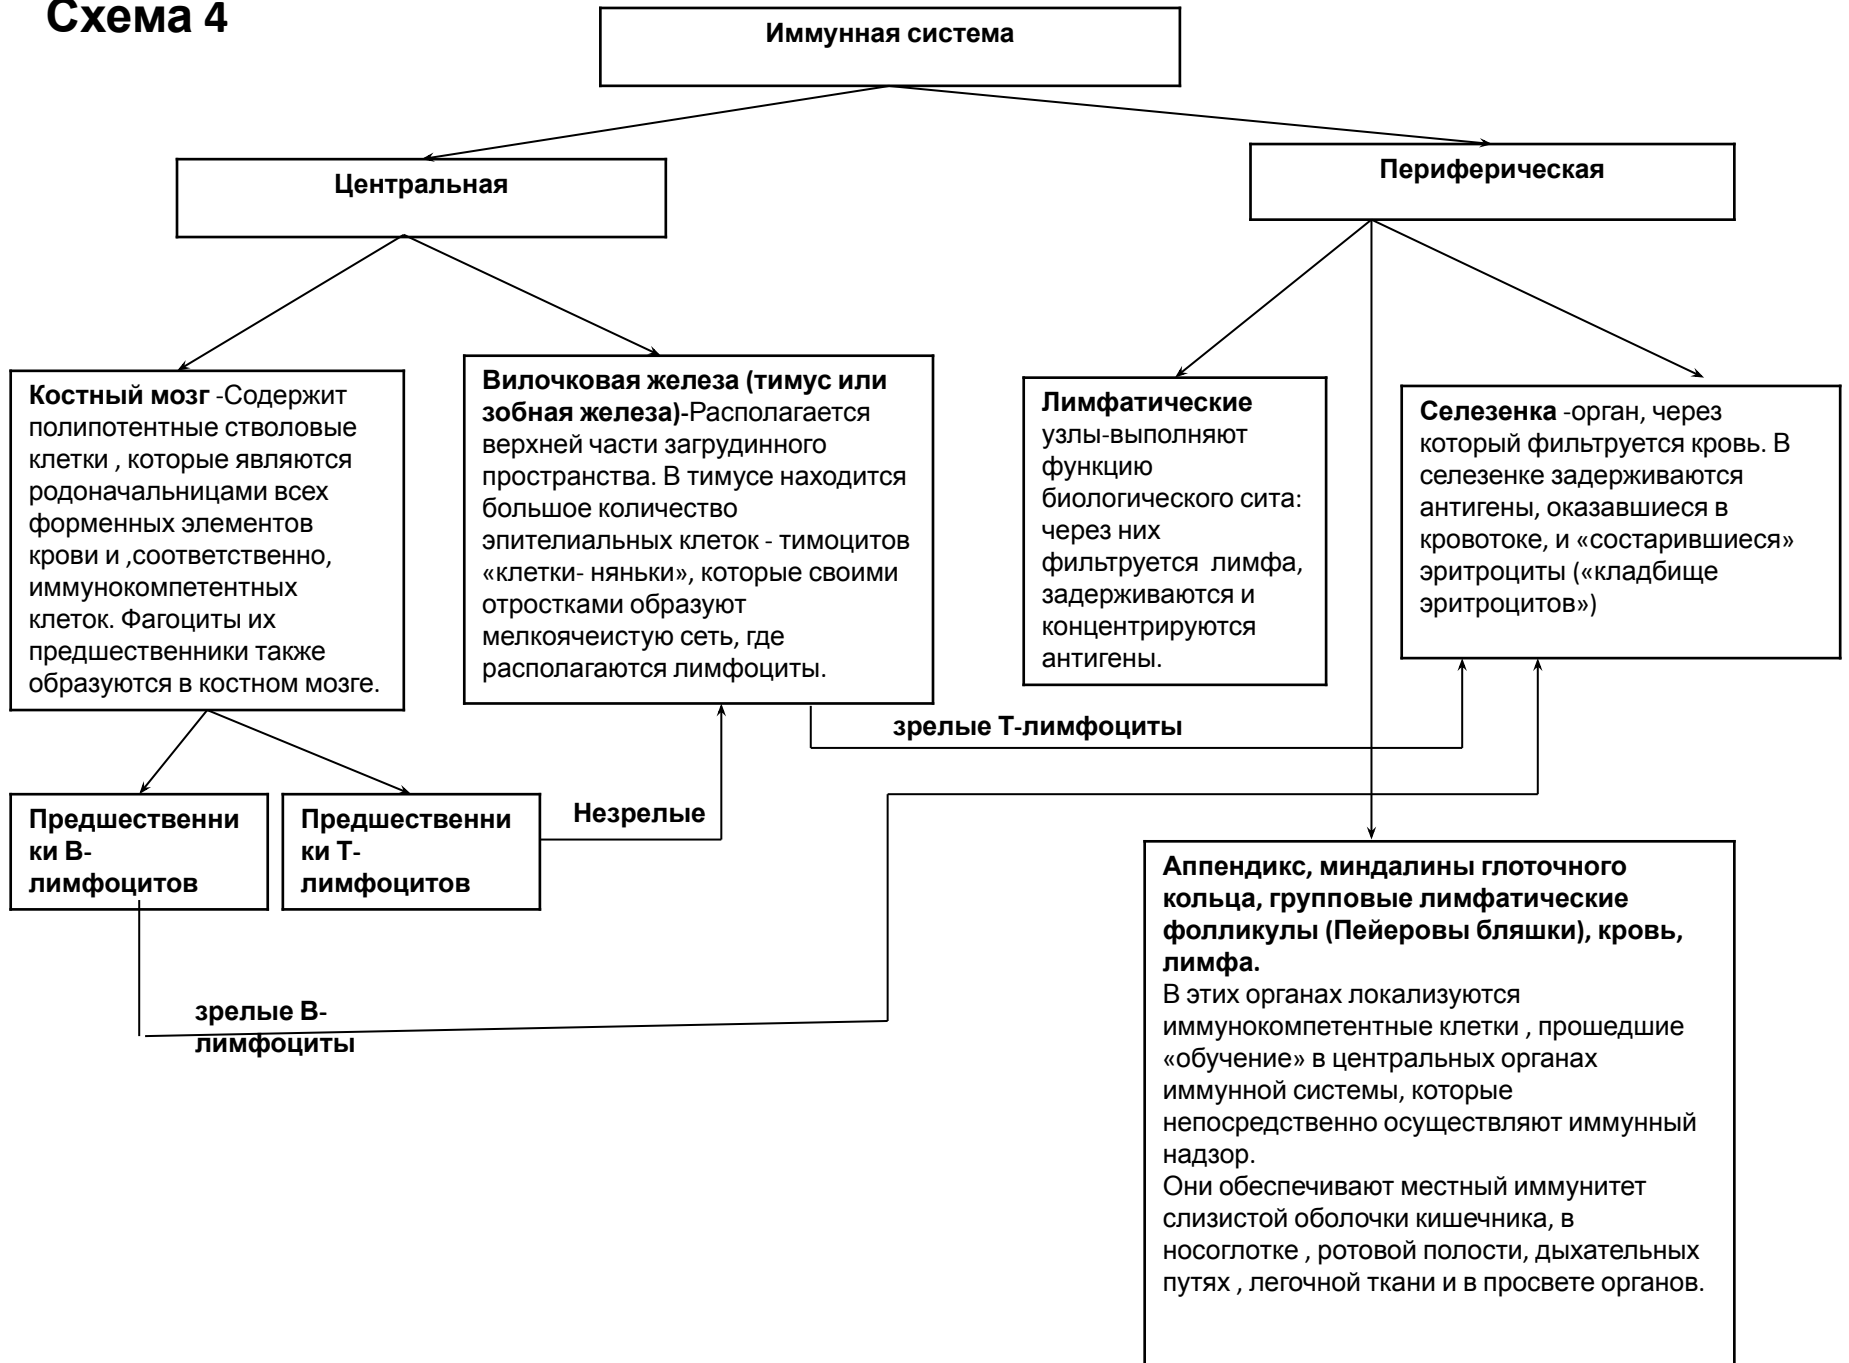 Схема 4
Иммунная система
Центральная
Периферическая
Костный мозг -Содержит
полипотентные стволовые
клетки , которые являются
родоначальницами всех
форменных элементов
крови и ,соответственно,
иммунокомпетентных
клеток. Фагоциты их
предшественники также
образуются в костном мозге.
Вилочковая железа (тимус или
зобная железа)-Располагается
верхней части загрудинного
пространства. В тимусе находится
большое количество
эпителиальных клеток - тимоцитов
«клетки- няньки», которые своими
отростками образуют
мелкоячеистую сеть, где
располагаются лимфоциты.
Лимфатические
узлы-выполняют
функцию
биологического сита:
через них
фильтруется лимфа,
задерживаются и
концентрируются
антигены.
Селезенка -орган, через
который фильтруется кровь. В
селезенке задерживаются
антигены, оказавшиеся в
кровотоке, и «состарившиеся»
эритроциты («кладбище
эритроцитов»)
зрелые Т-лимфоциты
Предшественни
ки В-
лимфоцитов
Предшественни
ки Т-
лимфоцитов
Незрелые
зрелые В-
лимфоциты
Аппендикс, миндалины глоточного
кольца, групповые лимфатические
фолликулы (Пейеровы бляшки), кровь,
лимфа.
В этих органах локализуются
иммунокомпетентные клетки , прошедшие
«обучение» в центральных органах
иммунной системы, которые
непосредственно осуществляют иммунный
надзор.
Они обеспечивают местный иммунитет
слизистой оболочки кишечника, в
носоглотке , ротовой полости, дыхательных
путях , легочной ткани и в просвете органов.